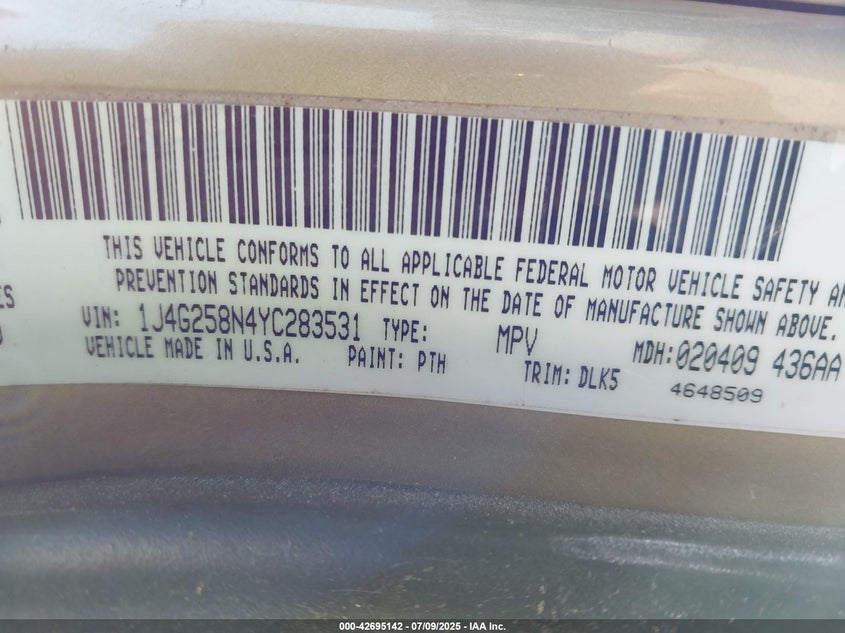 THIS VEHICLE CONFORMS TO ALL APPLICABLE FEDERAL MOTOR VEHICLE SAFETY AN
PREVENTION STANDARDS IN EFFECT ON THE DATE OF MANUFACTURE SHOWN ABOVE.
ES
VIN: 1J4G258N4YC283531 TYPE: MPV MDH:020409 436AA
VEHICLE MADE IN U.S.A. PAINT: PTH TRIM: DLK5 4648509
000-42695142 - 07/09/2025 - IAA Inc.